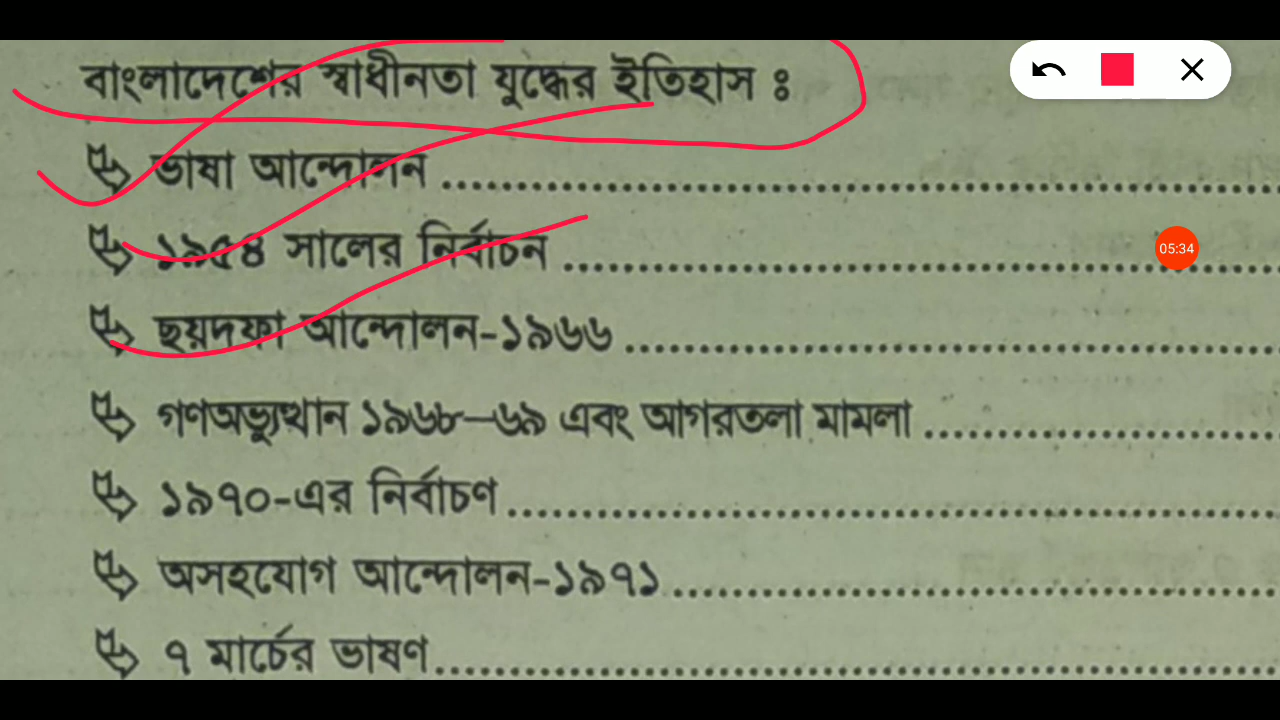 বাংলাদেশের স্বাধীনতা যুদ্ধের ইতিহাস ঃ
ভাষা আন্দোলন ........................................
05:34
১৯৫৪ সালের নির্বাচন ........................................
ছয়দফা আন্দোলন-১৯৬৬ ........................................
গণঅভ্যুত্থান ১৯৬৮–৬৯ এবং আগরতলা মামলা ........................................
১৯৭০-এর নির্বাচণ ........................................
অসহযোগ আন্দোলন-১৯৭১ ........................................
৭ মার্চের ভাষণ ........................................